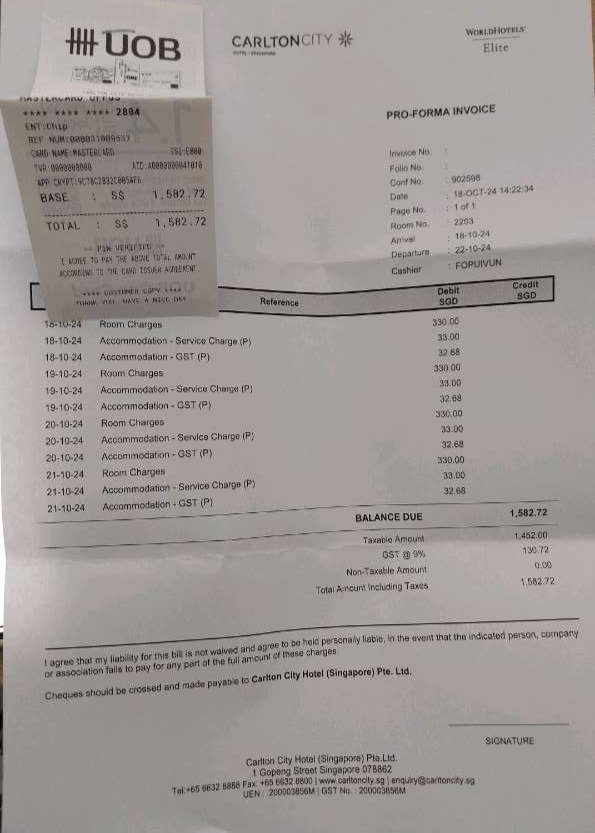 UOB
MASTERCARD
**** **** **** 2804
ENT:Chip
CARD NAME:MASTERCARD TSI:E800
TVR:0000000000 AID:A0000000041010
BASE : S$ 1,582.72
TOTAL : S$ 1,582.72
PIN VERIFIED
I AGREE TO PAY THE ABOVE TOTAL AMOUNT
ACCORDING TO THE CARD ISSUER AGREEMENT.
**** CUSTOMER COPY ****
THANK YOU, HAVE A NICE DAY
CARLTON CITY
HOTEL SINGAPORE
WORLDHOTELS
Elite
PRO-FORMA INVOICE
Invoice No. :
Folio No. :
Conf No. : 902598
Date : 18-OCT-24 14:22:34
Page No. : 1 of 1
Room No. : 2203
Arrival : 18-10-24
Departure : 22-10-24
Cashier : FOPUIVUN
Reference Debit SGD Credit SGD
18-10-24 Room Charges 330.00
18-10-24 Accommodation - Service Charge (P) 33.00
18-10-24 Accommodation - GST (P) 32.68
19-10-24 Room Charges 330.00
19-10-24 Accommodation - Service Charge (P) 33.00
19-10-24 Accommodation - GST (P) 32.68
20-10-24 Room Charges 330.00
20-10-24 Accommodation - Service Charge (P) 33.00
20-10-24 Accommodation - GST (P) 32.68
21-10-24 Room Charges 330.00
21-10-24 Accommodation - Service Charge (P) 33.00
21-10-24 Accommodation - GST (P) 32.68
BALANCE DUE 1,582.72
Taxable Amount 1,452.00
GST @ 9% 130.72
Non-Taxable Amount 0.00
Total Amount Including Taxes 1,582.72
I agree that my liability for this bill is not waived and agree to be held personally liable, in the event that the indicated person, company
or association fails to pay for any part of the full amount of these charges
Cheques should be crossed and made payable to Carlton City Hotel (Singapore) Pte. Ltd.
SIGNATURE
Carlton City Hotel (Singapore) Pte.Ltd.
1 Gopeng Street Singapore 078862
Tel:+65 6632 8888 Fax: +65 6632 8800 | www.carltoncity.sg | enquiry@carltoncity.sg
UEN : 200003856M | GST No. : 200003856M